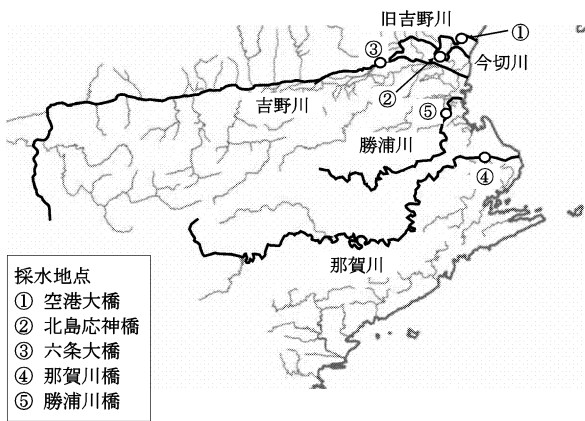 旧吉野川
①
③
今切川
②
吉野川
⑤
勝浦川
④
那賀川
採水地点
① 空港大橋
② 北島応神橋
③ 六条大橋
④ 那賀川橋
⑤ 勝浦川橋